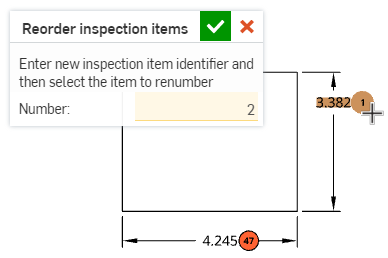 Reorder inspection items
Enter new inspection item identifier and
then select the item to renumber
Number: 2
3.382 1
4.245 47